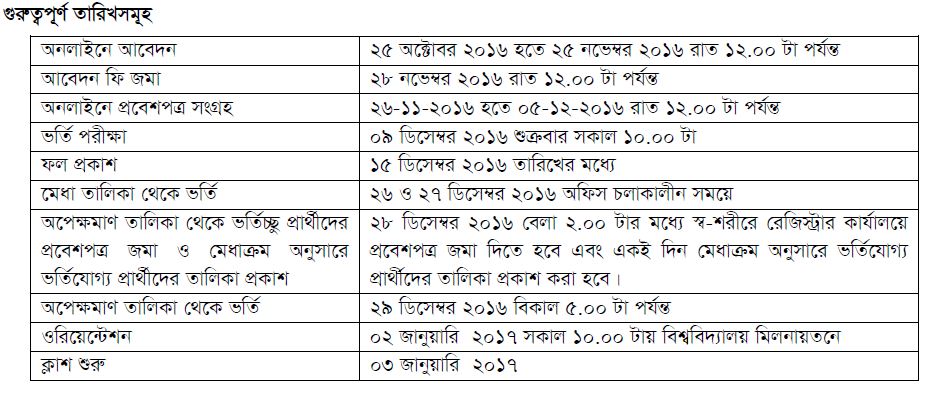 গুরুত্বপূর্ণ তারিখসমূহ
অনলাইনে আবেদন ২৫ অক্টোবর ২০১৬ হতে ২৫ নভেম্বর ২০১৬ রাত ১২.০০ টা পর্যন্ত
আবেদন ফি জমা ২৮ নভেম্বর ২০১৬ রাত ১২.০০ টা পর্যন্ত
অনলাইনে প্রবেশপত্র সংগ্রহ ২৬-১১-২০১৬ হতে ০৫-১২-২০১৬ রাত ১২.০০ টা পর্যন্ত
ভর্তি পরীক্ষা ০৯ ডিসেম্বর ২০১৬ শুক্রবার সকাল ১০.০০ টা
ফল প্রকাশ ১৫ ডিসেম্বর ২০১৬ তারিখের মধ্যে
মেধা তালিকা থেকে ভর্তি ২৬ ও ২৭ ডিসেম্বর ২০১৬ অফিস চলাকালীন সময়ে
অপেক্ষমাণ তালিকা থেকে ভর্তিচ্ছু প্রার্থীদের ২৮ ডিসেম্বর ২০১৬ বেলা ২.০০ টার মধ্যে স্ব-শরীরে রেজিস্ট্রার কার্যালয়ে
প্রবেশপত্র জমা ও মেধাক্রম অনুসারে প্রবেশপত্র জমা দিতে হবে এবং একই দিন মেধাক্রম অনুসারে ভর্তিযোগ্য
ভর্তিযোগ্য প্রার্থীদের তালিকা প্রকাশ প্রার্থীদের তালিকা প্রকাশ করা হবে।
অপেক্ষমাণ তালিকা থেকে ভর্তি ২৯ ডিসেম্বর ২০১৬ বিকাল ৫.০০ টা পর্যন্ত
ওরিয়েন্টেশন ০২ জানুয়ারি ২০১৭ সকাল ১০.০০ টায় বিশ্ববিদ্যালয় মিলনায়তনে
ক্লাশ শুরু ০৩ জানুয়ারি ২০১৭